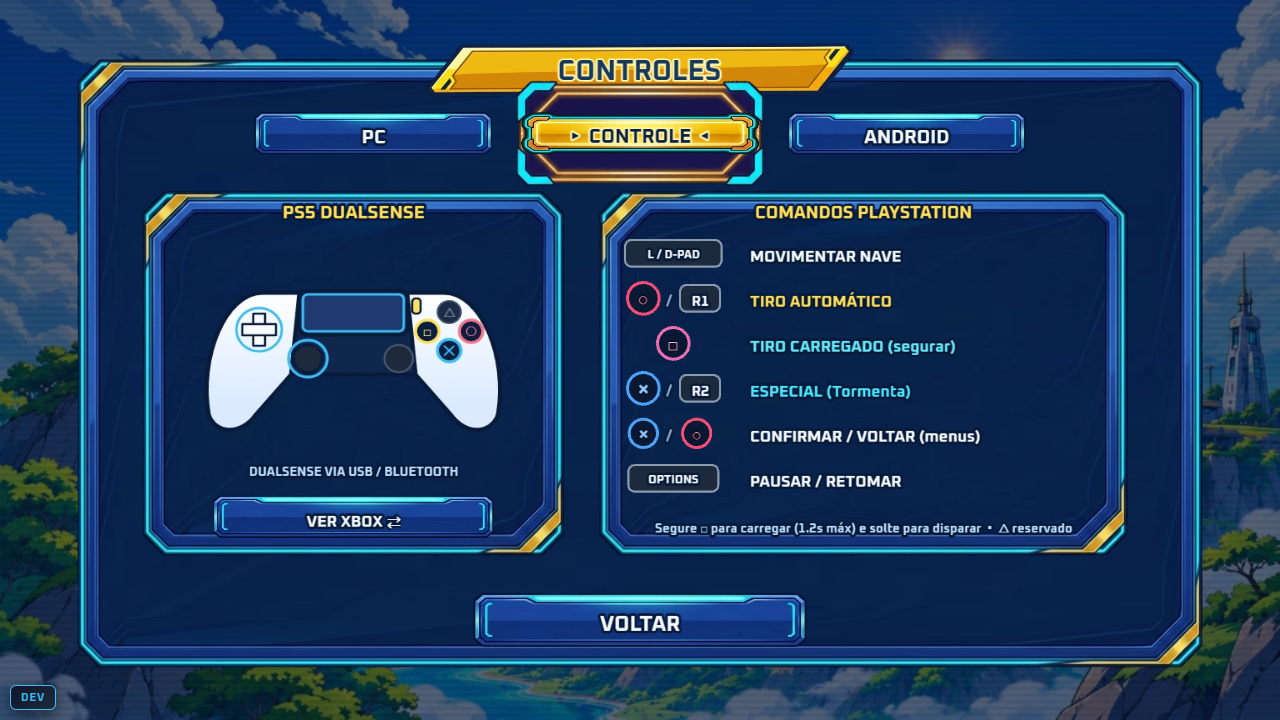 CONTROLES
PC
▸ CONTROLE ◂
ANDROID
PS5 DUALSENSE
DUALSENSE VIA USB / BLUETOOTH
VER XBOX ⇄
COMANDOS PLAYSTATION
L / D-PAD MOVIMENTAR NAVE
○ / R1 TIRO AUTOMÁTICO
□ TIRO CARREGADO (segurar)
✕ / R2 ESPECIAL (Tormenta)
✕ / ○ CONFIRMAR / VOLTAR (menus)
OPTIONS PAUSAR / RETOMAR
Segure □ para carregar (1.2s máx) e solte para disparar • △ reservado
VOLTAR
DEV